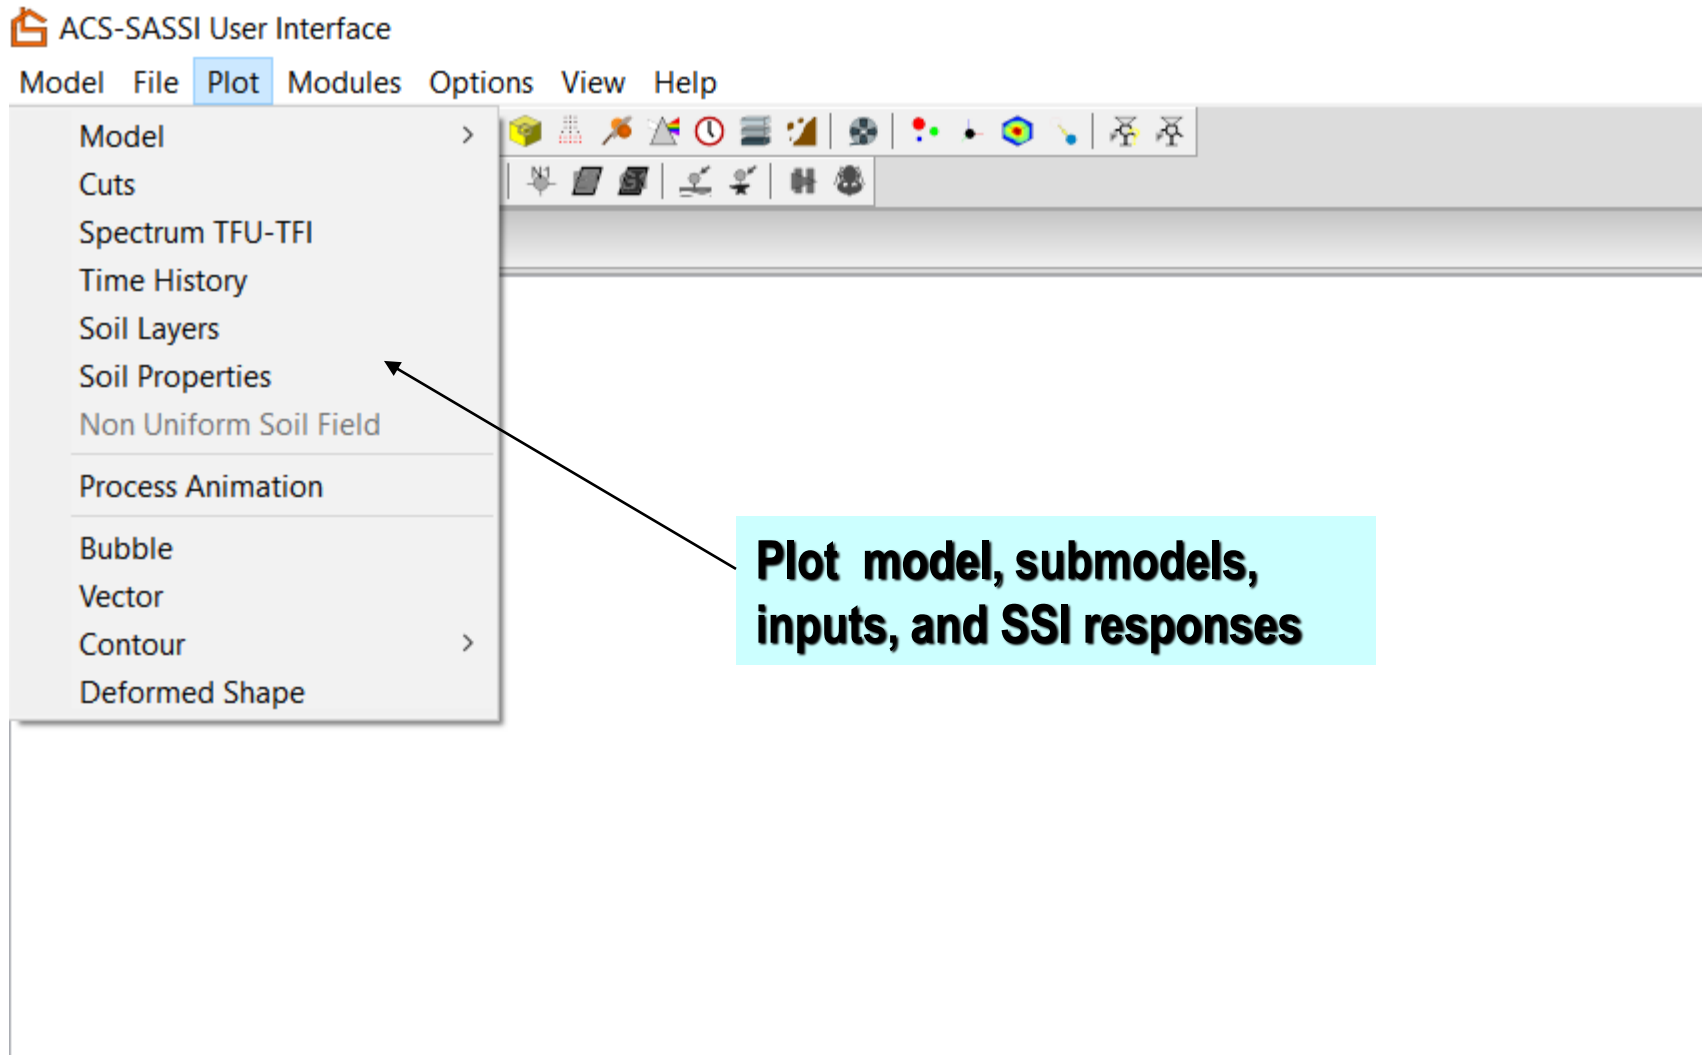 ACS-SASSI User Interface
Model File Plot Modules Options View Help
Model
Cuts
Spectrum TFU-TFI
Time History
Soil Layers
Soil Properties
Non Uniform Soil Field
Process Animation
Bubble
Vector
Contour
Deformed Shape
Plot model, submodels,
inputs, and SSI responses